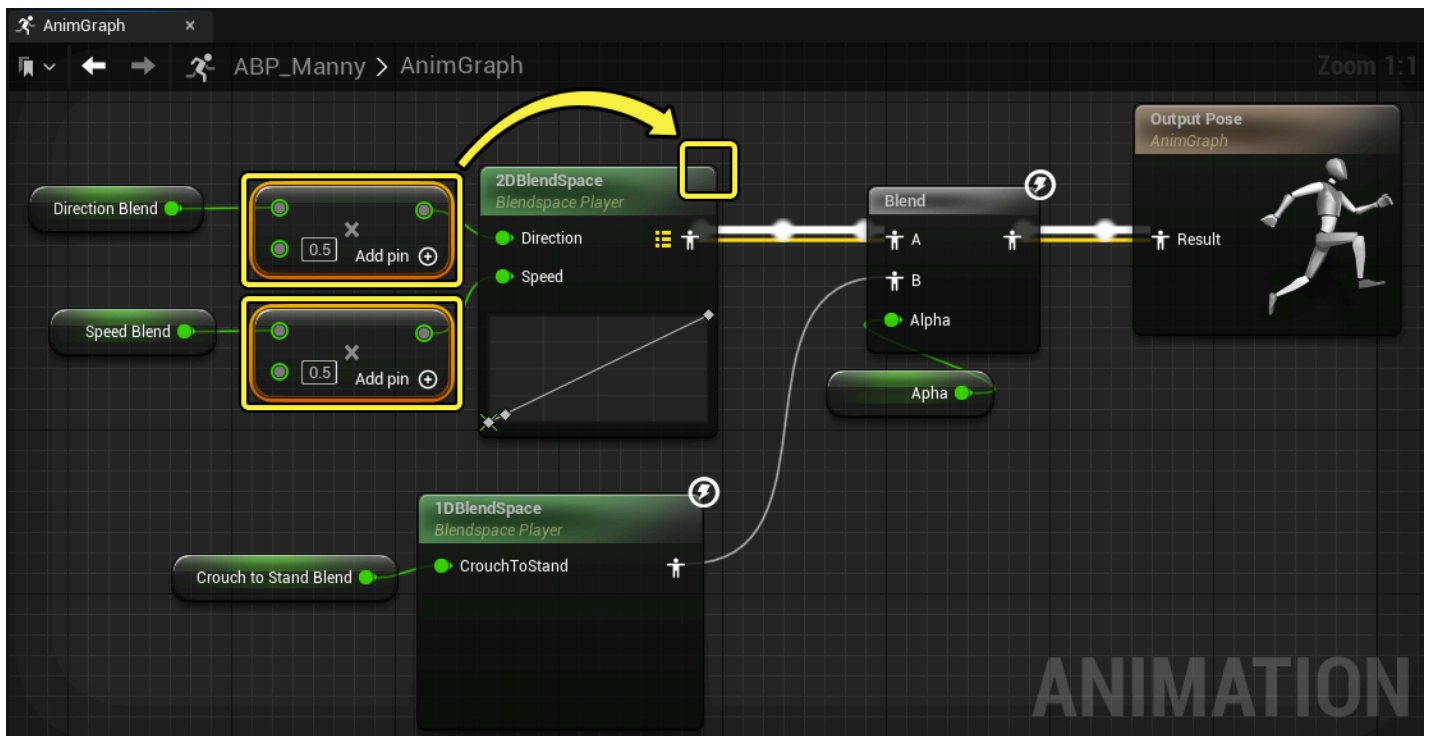 AnimGraph ×
ABP_Manny > AnimGraph
Zoom 1:1
Output Pose
AnimGraph
Result
Direction Blend
0.5
Add pin
2DBlendSpace
Blendspace Player
Direction
Speed
Blend
A
B
Alpha
Speed Blend
0.5
Add pin
Apha
1DBlendSpace
Blendspace Player
Crouch to Stand Blend
CrouchToStand
ANIMATION